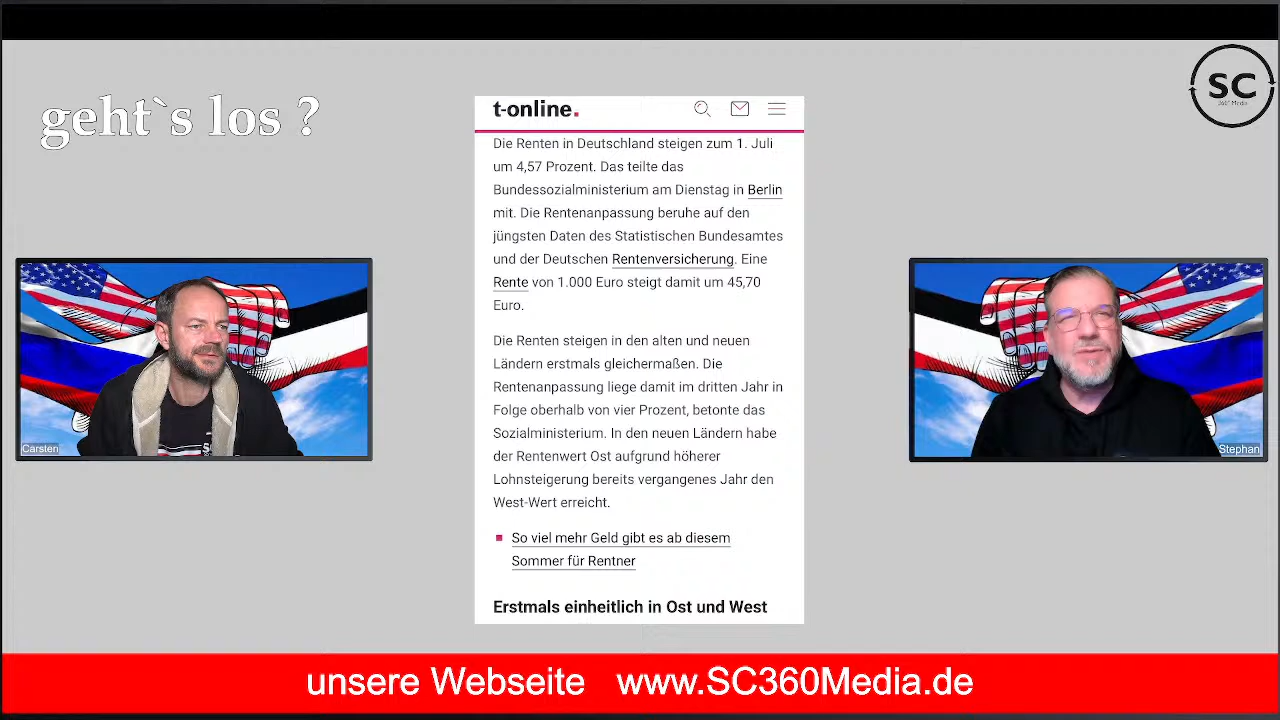 geht`s los ?
SC
t-online.
Die Renten in Deutschland steigen zum 1. Juli
um 4,57 Prozent. Das teilte das
Bundessozialministerium am Dienstag in Berlin
mit. Die Rentenanpassung beruhe auf den
jüngsten Daten des Statistischen Bundesamtes
und der Deutschen Rentenversicherung. Eine
Rente von 1.000 Euro steigt damit um 45,70
Euro.
Die Renten steigen in den alten und neuen
Ländern erstmals gleichermaßen. Die
Rentenanpassung liege damit im dritten Jahr in
Folge oberhalb von vier Prozent, betonte das
Sozialministerium. In den neuen Ländern habe
der Rentenwert Ost aufgrund höherer
Lohnsteigerung bereits vergangenes Jahr den
West-Wert erreicht.
So viel mehr Geld gibt es ab diesem
Sommer für Rentner
Erstmals einheitlich in Ost und West
Carsten
Stephan
unsere Webseite www.SC360Media.de